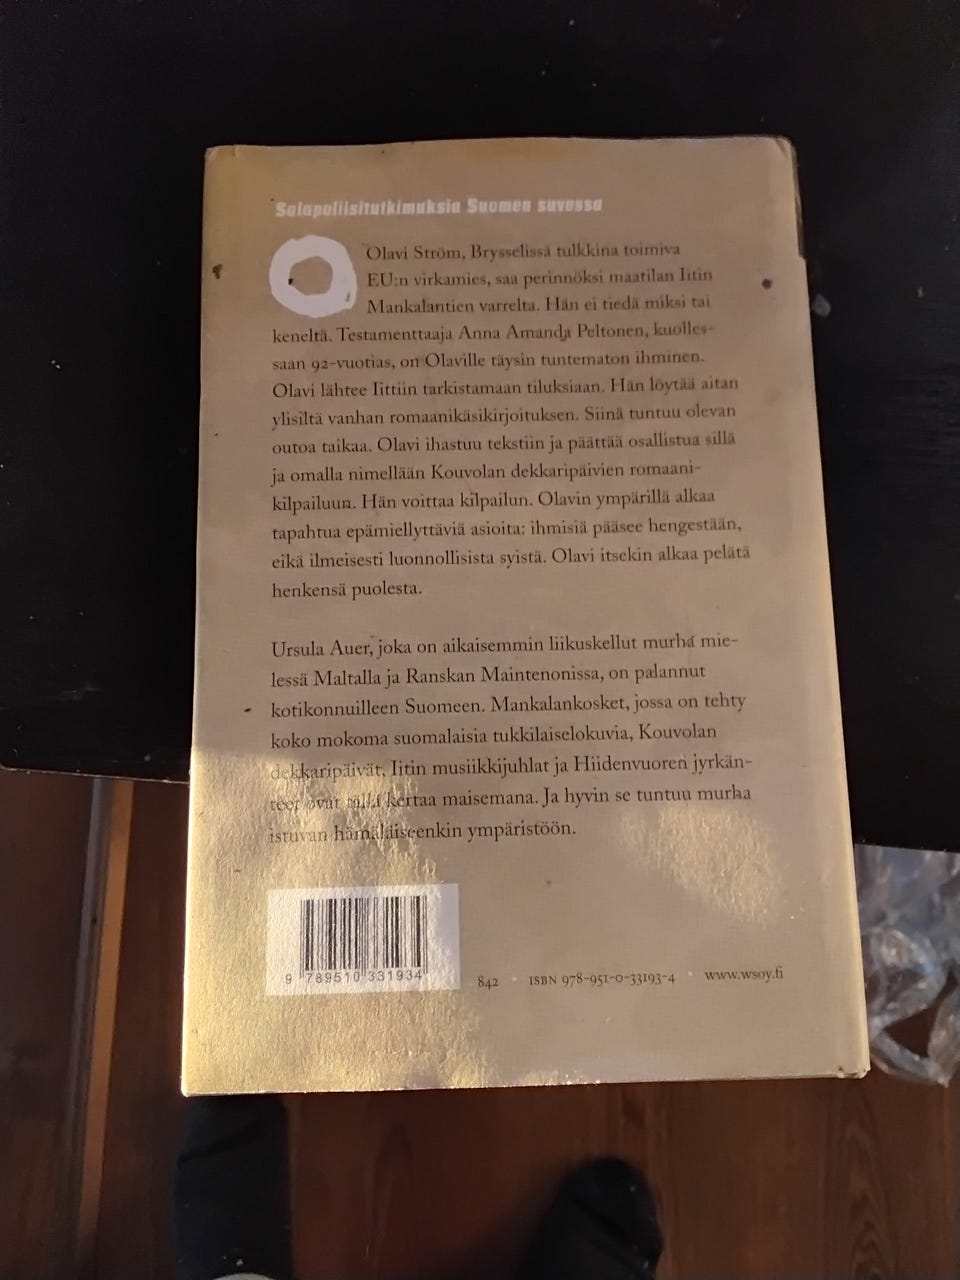 Salapoliisitutkimuksia Suomen suvessa
Olavi Ström, Brysselissä tulkkina toimiva
EU:n virkamies, saa perinnöksi maatilan Iitin
Mankalantien varrelta. Hän ei tiedä miksi tai
keneltä. Testamenttaaja Anna Amanda Peltonen, kuolles-
saan 92-vuotias, on Olaville täysin tuntematon ihminen.
Olavi lähtee Iittiin tarkistamaan tiluksiaan. Hän löytää aitan
ylisiltä vanhan romaanikäsikirjoituksen. Siinä tuntuu olevan
outoa taikaa. Olavi ihastuu tekstiin ja päättää osallistua sillä
ja omalla nimellään Kouvolan dekkaripäivien romaani-
kilpailuun. Hän voittaa kilpailun. Olavin ympärillä alkaa
tapahtua epämiellyttäviä asioita: ihmisiä pääsee hengestään,
eikä ilmeisesti luonnollisista syistä. Olavi itsekin alkaa pelätä
henkensä puolesta.
Ursula Auer, joka on aikaisemmin liikuskellut murha mie-
lessä Maltalla ja Ranskan Maintenonissa, on palannut
kotikonnuilleen Suomeen. Mankalankosket, jossa on tehty
koko mokoma suomalaisia tukkilaiselokuvia, Kouvolan
dekkaripäivät, Iitin musiikkijuhlat ja Hiidenvuoren jyrkän-
teet ovat tällä kertaa maisemana. Ja hyvin se tuntuu murha
istuvan hämäläiseenkin ympäristöön.
9 789510 331934
842 · ISBN 978-951-0-33193-4 · www.wsoy.fi